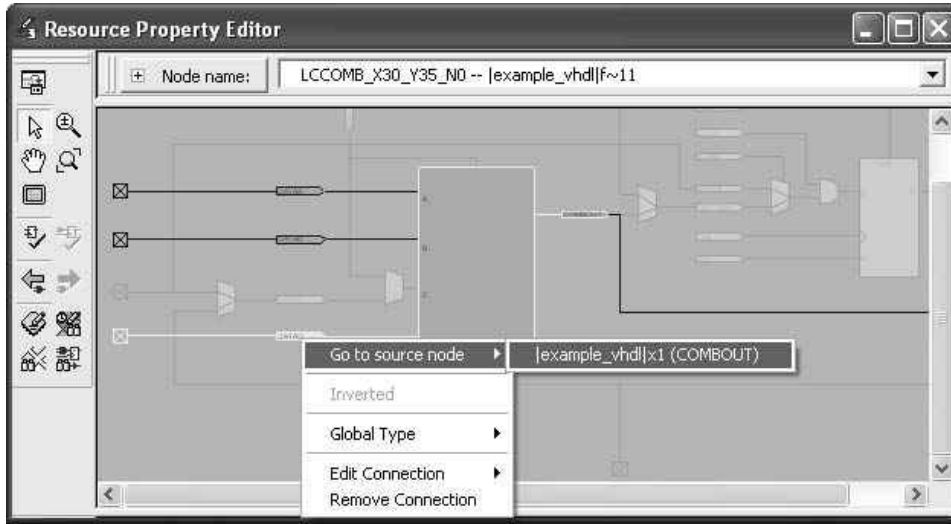 Resource Property Editor
Node name: LCCOMB_X30_Y35_N0 -- |example_vhdl|f~11
A
B
C
COMBOUT
Go to source node |example_vhdl|x1 (COMBOUT)
Inverted
Global Type
Edit Connection
Remove Connection